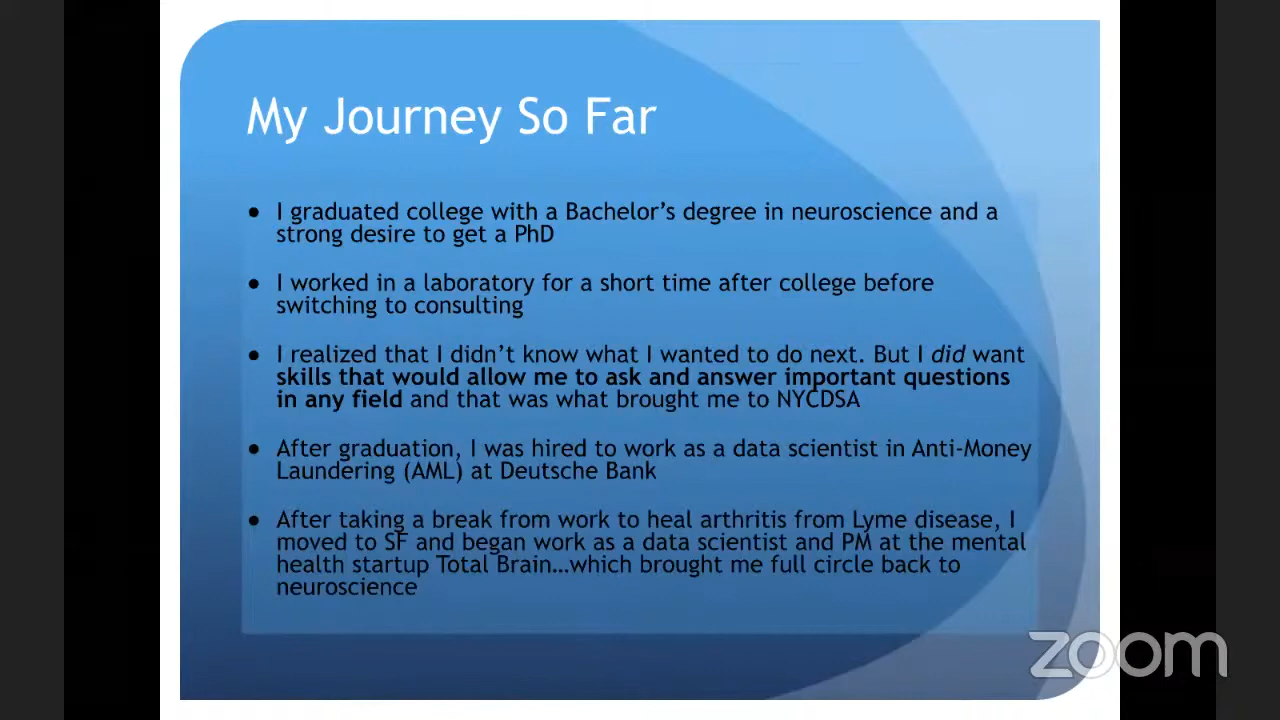 My Journey So Far
● I graduated college with a Bachelor’s degree in neuroscience and a
strong desire to get a PhD
● I worked in a laboratory for a short time after college before
switching to consulting
● I realized that I didn’t know what I wanted to do next. But I did want
skills that would allow me to ask and answer important questions
in any field and that was what brought me to NYCDSA
● After graduation, I was hired to work as a data scientist in Anti-Money
Laundering (AML) at Deutsche Bank
● After taking a break from work to heal arthritis from Lyme disease, I
moved to SF and began work as a data scientist and PM at the mental
health startup Total Brain…which brought me full circle back to
neuroscience
zoom